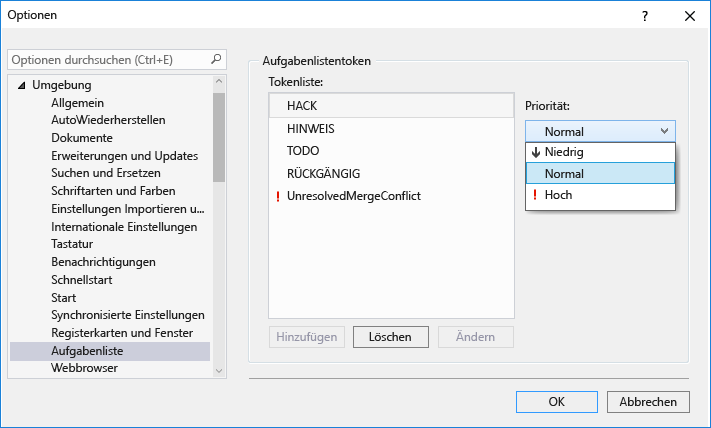 Optionen
Optionen durchsuchen (Ctrl+E)
Umgebung
Allgemein
AutoWiederherstellen
Dokumente
Erweiterungen und Updates
Suchen und Ersetzen
Schriftarten und Farben
Einstellungen Importieren u...
Internationale Einstellungen
Tastatur
Benachrichtigungen
Schnellstart
Start
Synchronisierte Einstellungen
Registerkarten und Fenster
Aufgabenliste
Webbrowser
Aufgabenlistentoken
Tokenliste:
HACK
HINWEIS
TODO
RÜCKGÄNGIG
UnresolvedMergeConflict
Priorität:
Normal
Niedrig
Normal
Hoch
Hinzufügen
Löschen
Ändern
OK
Abbrechen